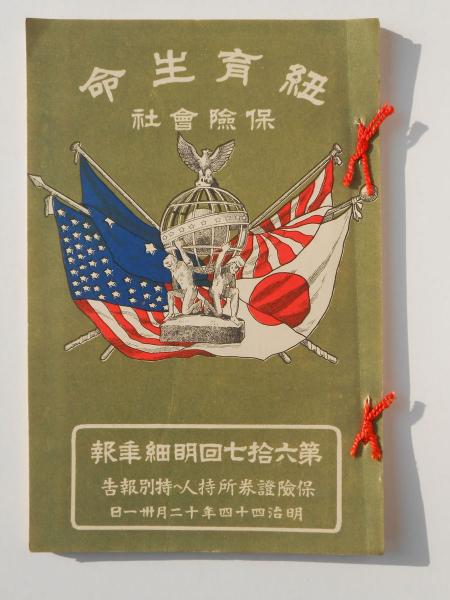 紐育生命
保險會社
第六拾七回明細年報
保險證券所持人へ特別報告
明治四十四年十二月卅一日